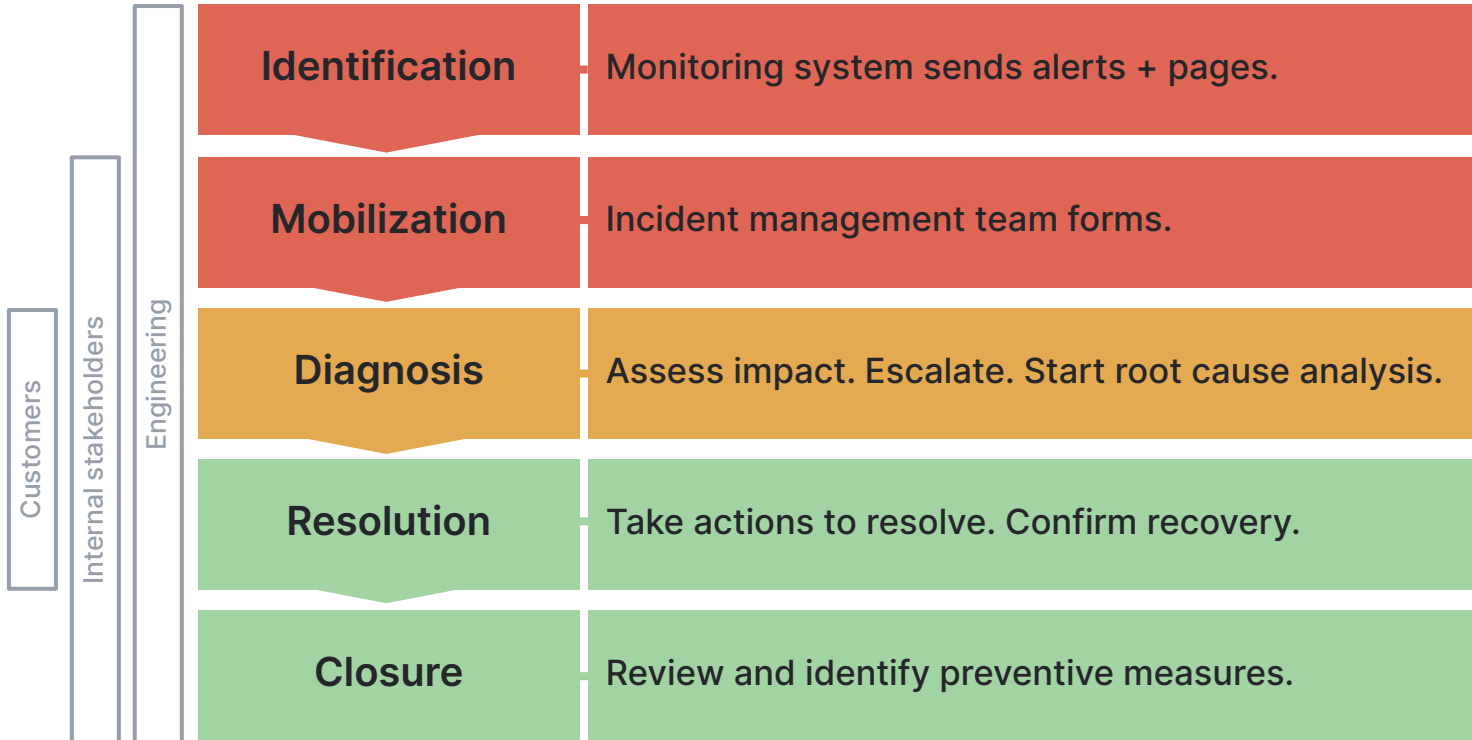 Identification
Monitoring system sends alerts + pages.
Mobilization
Incident management team forms.
Diagnosis
Assess impact. Escalate. Start root cause analysis.
Resolution
Take actions to resolve. Confirm recovery.
Closure
Review and identify preventive measures.
Customers
Internal stakeholders
Engineering